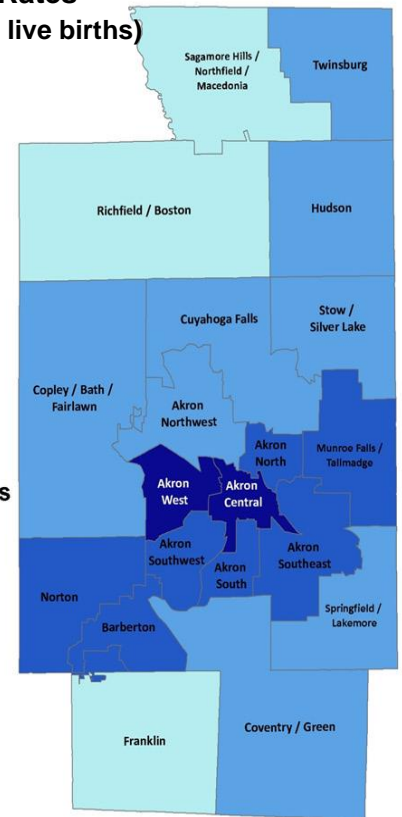 live births)
Sagamore Hills /
Northfield /
Macedonia
Twinsburg
Richfield / Boston
Hudson
Cuyahoga Falls
Stow /
Silver Lake
Copley / Bath /
Fairlawn
Akron
Northwest
Akron
North
Munroe Falls /
Tallmadge
Akron
West
Akron
Central
Akron
Southwest
Akron
South
Akron
Southeast
Norton
Barberton
Springfield /
Lakemore
Franklin
Coventry / Green